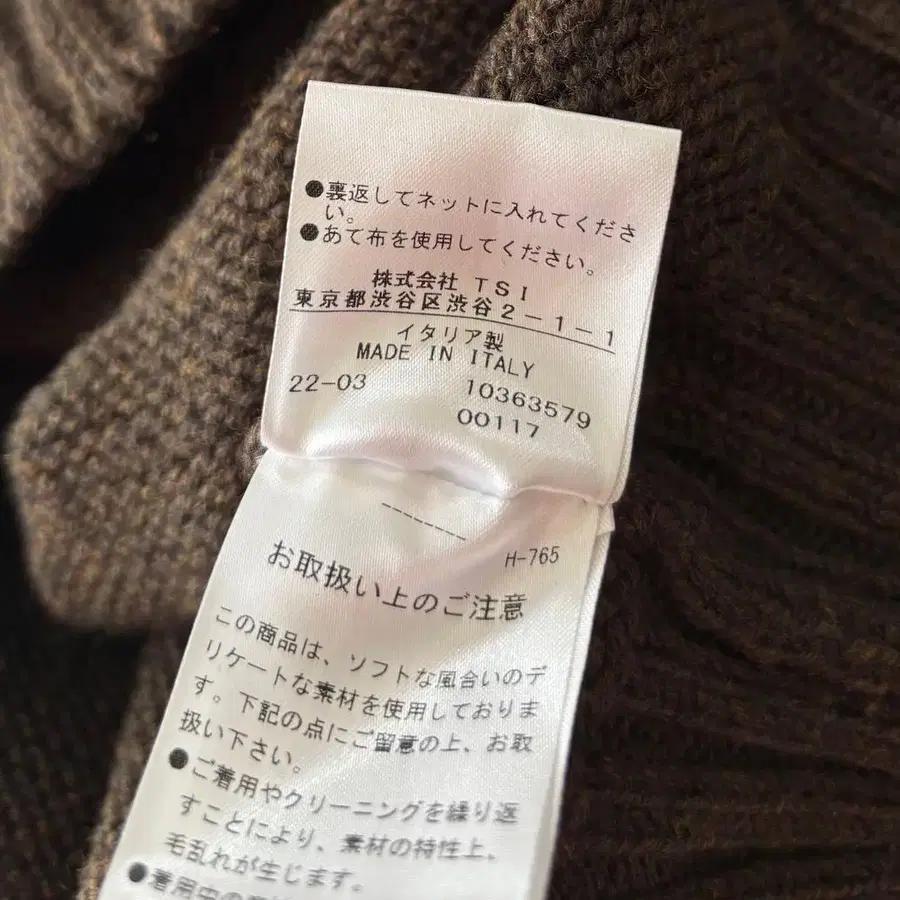 ●裏返してネットに入れてくださ
い。
●あて布を使用してください。
株式会社 TSI
東京都渋谷区渋谷2-1-1
イタリア製
MADE IN ITALY
22-03 10363579
00117
H-765
お取扱い上のご注意
この商品は、ソフトな風合いのデ
リケートな素材を使用しておりま
す。下記の点にご留意の上、お取
扱い下さい。
●ご着用やクリーニングを繰り返
すことにより、素材の特性上、
毛乱れが生じます。
●着用中の